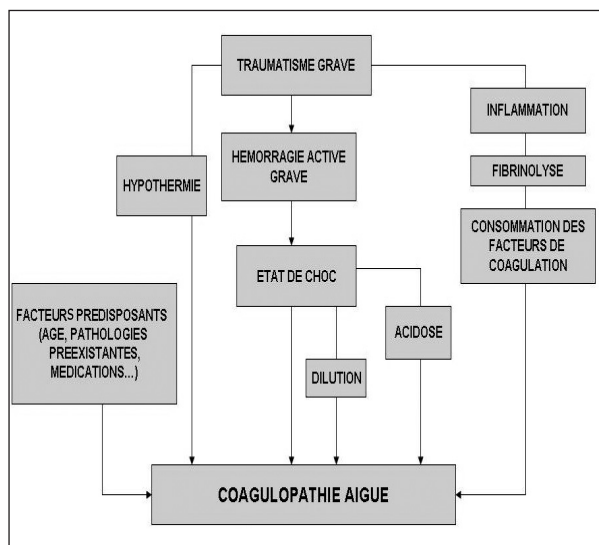 TRAUMATISME GRAVE
INFLAMMATION
HYPOTHERMIE
HEMORRAGIE ACTIVE
GRAVE
FIBRINOLYSE
CONSOMMATION DES
FACTEURS DE
COAGULATION
ETAT DE CHOC
FACTEURS PREDISPOSANTS
(AGE, PATHOLOGIES
PREEXISTANTES,
MEDICATIONS...)
ACIDOSE
DILUTION
COAGULOPATHIE AIGUE